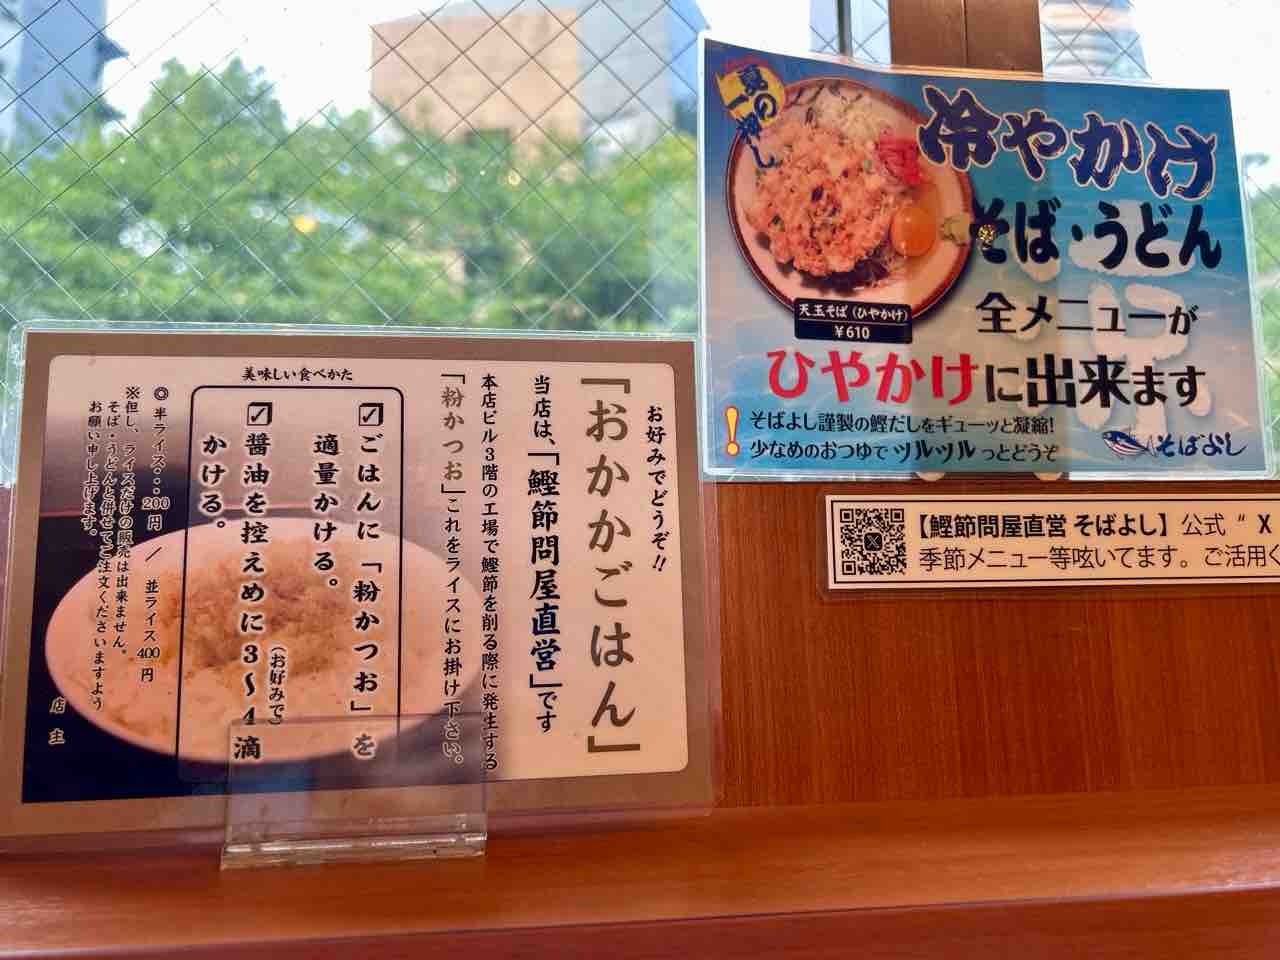 お好みでどうぞ!!
『おかかごはん』
当店は、「鰹節問屋直営」です
本店ビル3階の工場で鰹節を削る際に発生する
「粉かつお」これをライスにお掛け下さい。
美味しい食べかた
ごはんに「粉かつお」を
適量かける。
(お好みで)
醤油を控えめに3〜4滴
かける。
◎ 半ライス・・・200円 / 並ライス400円
※但し、ライスだけの販売は出来ません。
そば・うどんと併せてご注文くださいますよう
お願い申し上げます。
店主
夏の
一押し
冷やかけ
そば・うどん
天玉そば(ひやかけ)
¥610
全メニューが
ひやかけに出来ます
! そばよし謹製の鰹だしをギューッと凝縮!
少なめのおつゆでツルツルっとどうぞ
そばよし
【鰹節問屋直営 そばよし】公式 “ X
季節メニュー等呟いてます。ご活用く